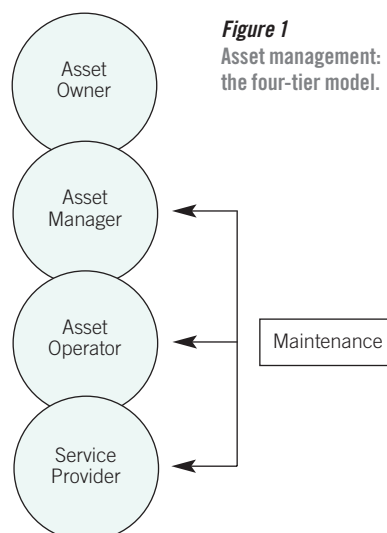 Figure 1
Asset management:
the four-tier model.
Asset
Owner
Asset
Manager
Asset
Operator
Maintenance
Service
Provider